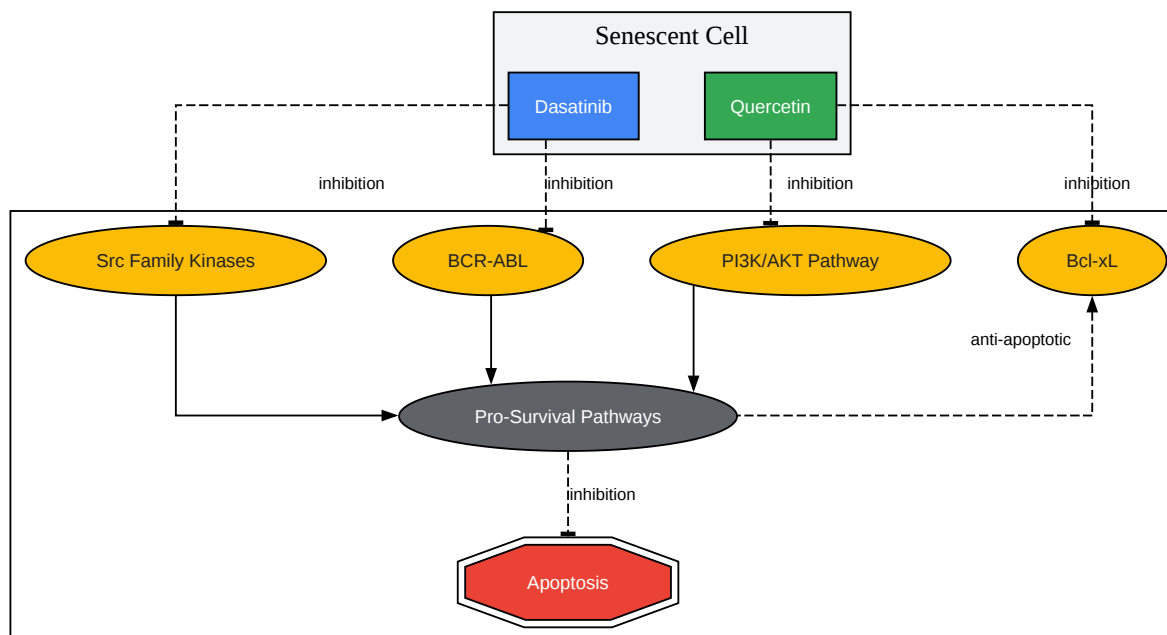 Senescent Cell
Dasatinib
Quercetin
inhibition
inhibition
inhibition
inhibition
Src Family Kinases
BCR-ABL
PI3K/AKT Pathway
Bcl-xL
anti-apoptotic
Pro-Survival Pathways
inhibition
Apoptosis